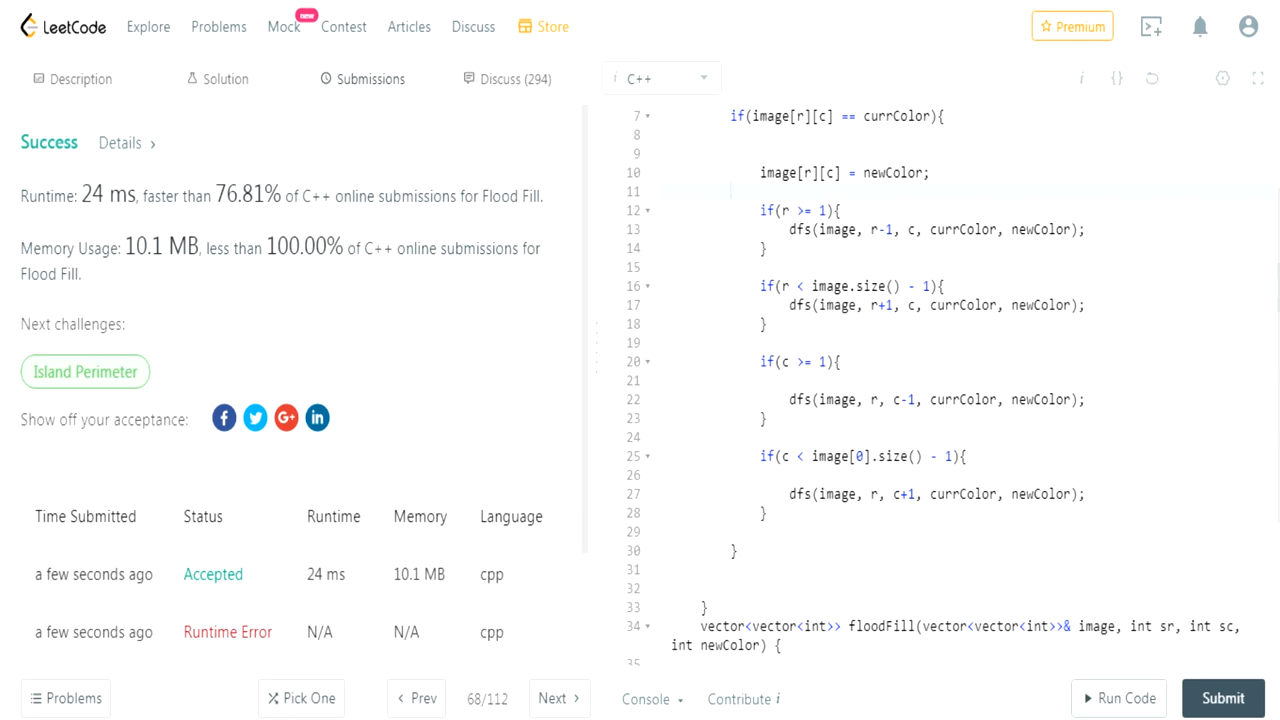 LeetCode Explore Problems Mock new Contest Articles Discuss Store Premium
Description Solution Submissions Discuss (294)
i C++
i {}
Success Details >
Runtime: 24 ms, faster than 76.81% of C++ online submissions for Flood Fill.
Memory Usage: 10.1 MB, less than 100.00% of C++ online submissions for
Flood Fill.
Next challenges:
Island Perimeter
Show off your acceptance: f G+ in
Time Submitted Status Runtime Memory Language
a few seconds ago Accepted 24 ms 10.1 MB cpp
a few seconds ago Runtime Error N/A N/A cpp
7 if(image[r][c] == currColor){
8
9
10 image[r][c] = newColor;
11
12 if(r >= 1){
13 dfs(image, r-1, c, currColor, newColor);
14 }
15
16 if(r < image.size() - 1){
17 dfs(image, r+1, c, currColor, newColor);
18 }
19
20 if(c >= 1){
21
22 dfs(image, r, c-1, currColor, newColor);
23 }
24
25 if(c < image[0].size() - 1){
26
27 dfs(image, r, c+1, currColor, newColor);
28 }
29
30 }
31
32
33 }
34 vector<vector<int>> floodFill(vector<vector<int>>& image, int sr, int sc,
int newColor) {
35
Problems Pick One < Prev 68/112 Next > Console Contribute i Run Code Submit